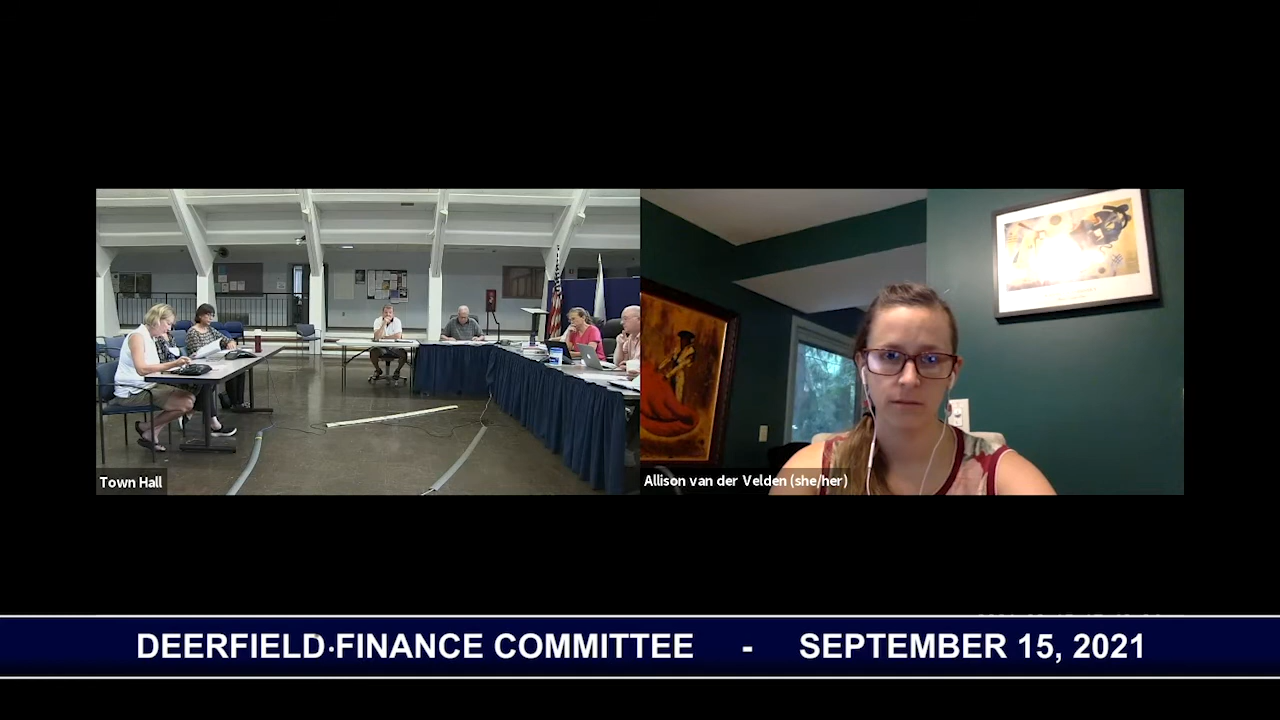 Town Hall
Allison van der Velden (she/her)
DEERFIELD FINANCE COMMITTEE - SEPTEMBER 15, 2021